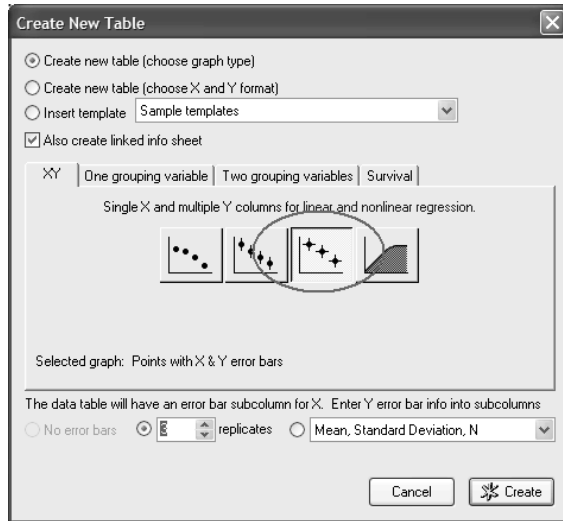 Create New Table
Create new table (choose graph type)
Create new table (choose X and Y format)
Insert template Sample templates
Also create linked info sheet
XY One grouping variable Two grouping variables Survival
Single X and multiple Y columns for linear and nonlinear regression.
Selected graph: Points with X & Y error bars
The data table will have an error bar subcolumn for X. Enter Y error bar info into subcolumns
No error bars replicates Mean, Standard Deviation, N
Cancel Create